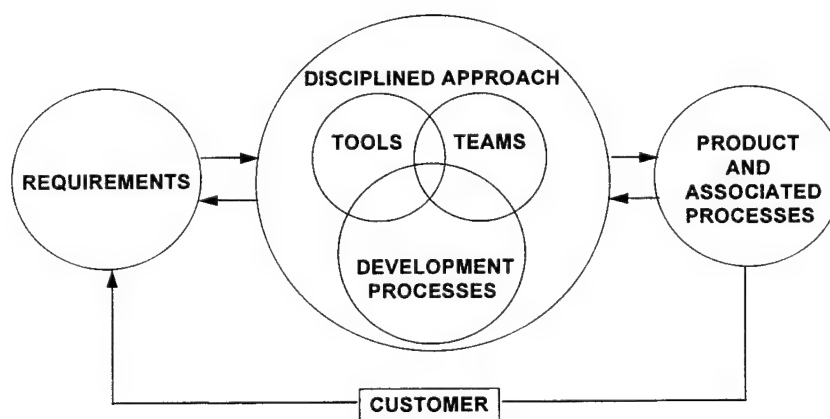 DISCIPLINED APPROACH
TOOLS
TEAMS
DEVELOPMENT
PROCESSES
REQUIREMENTS
PRODUCT
AND
ASSOCIATED
PROCESSES
CUSTOMER